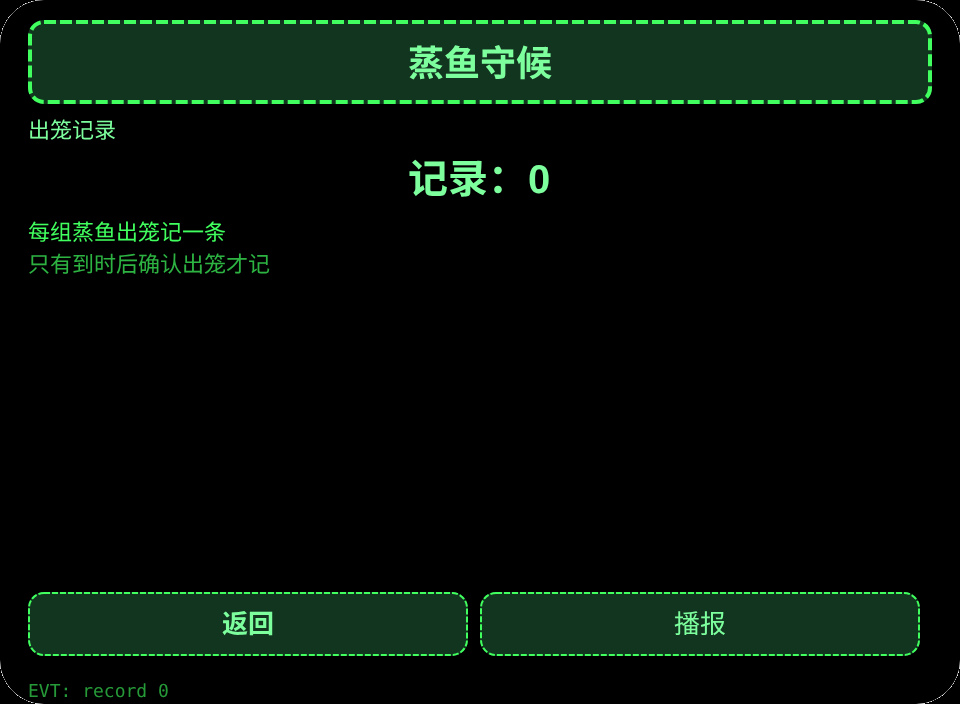 蒸鱼守候
出笼记录
记录：0
每组蒸鱼出笼记一条
只有到时后确认出笼才记
返回
播报
EVT: record 0